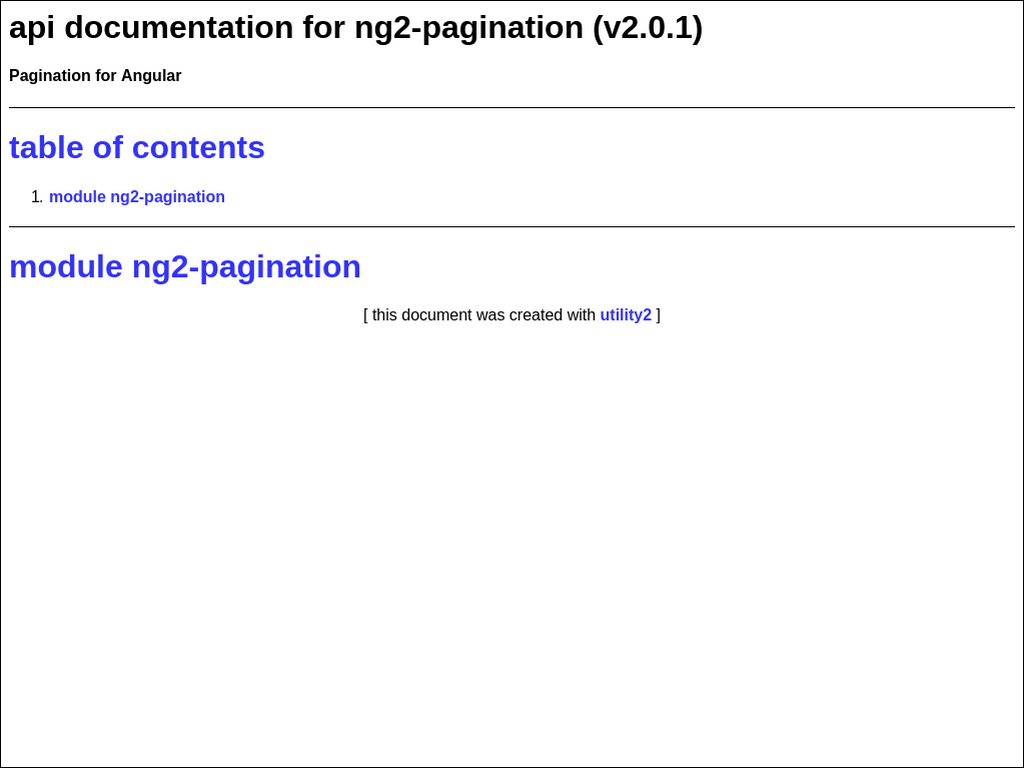 api documentation for ng2-pagination (v2.0.1)
Pagination for Angular
table of contents
1. module ng2-pagination
module ng2-pagination
[ this document was created with utility2 ]